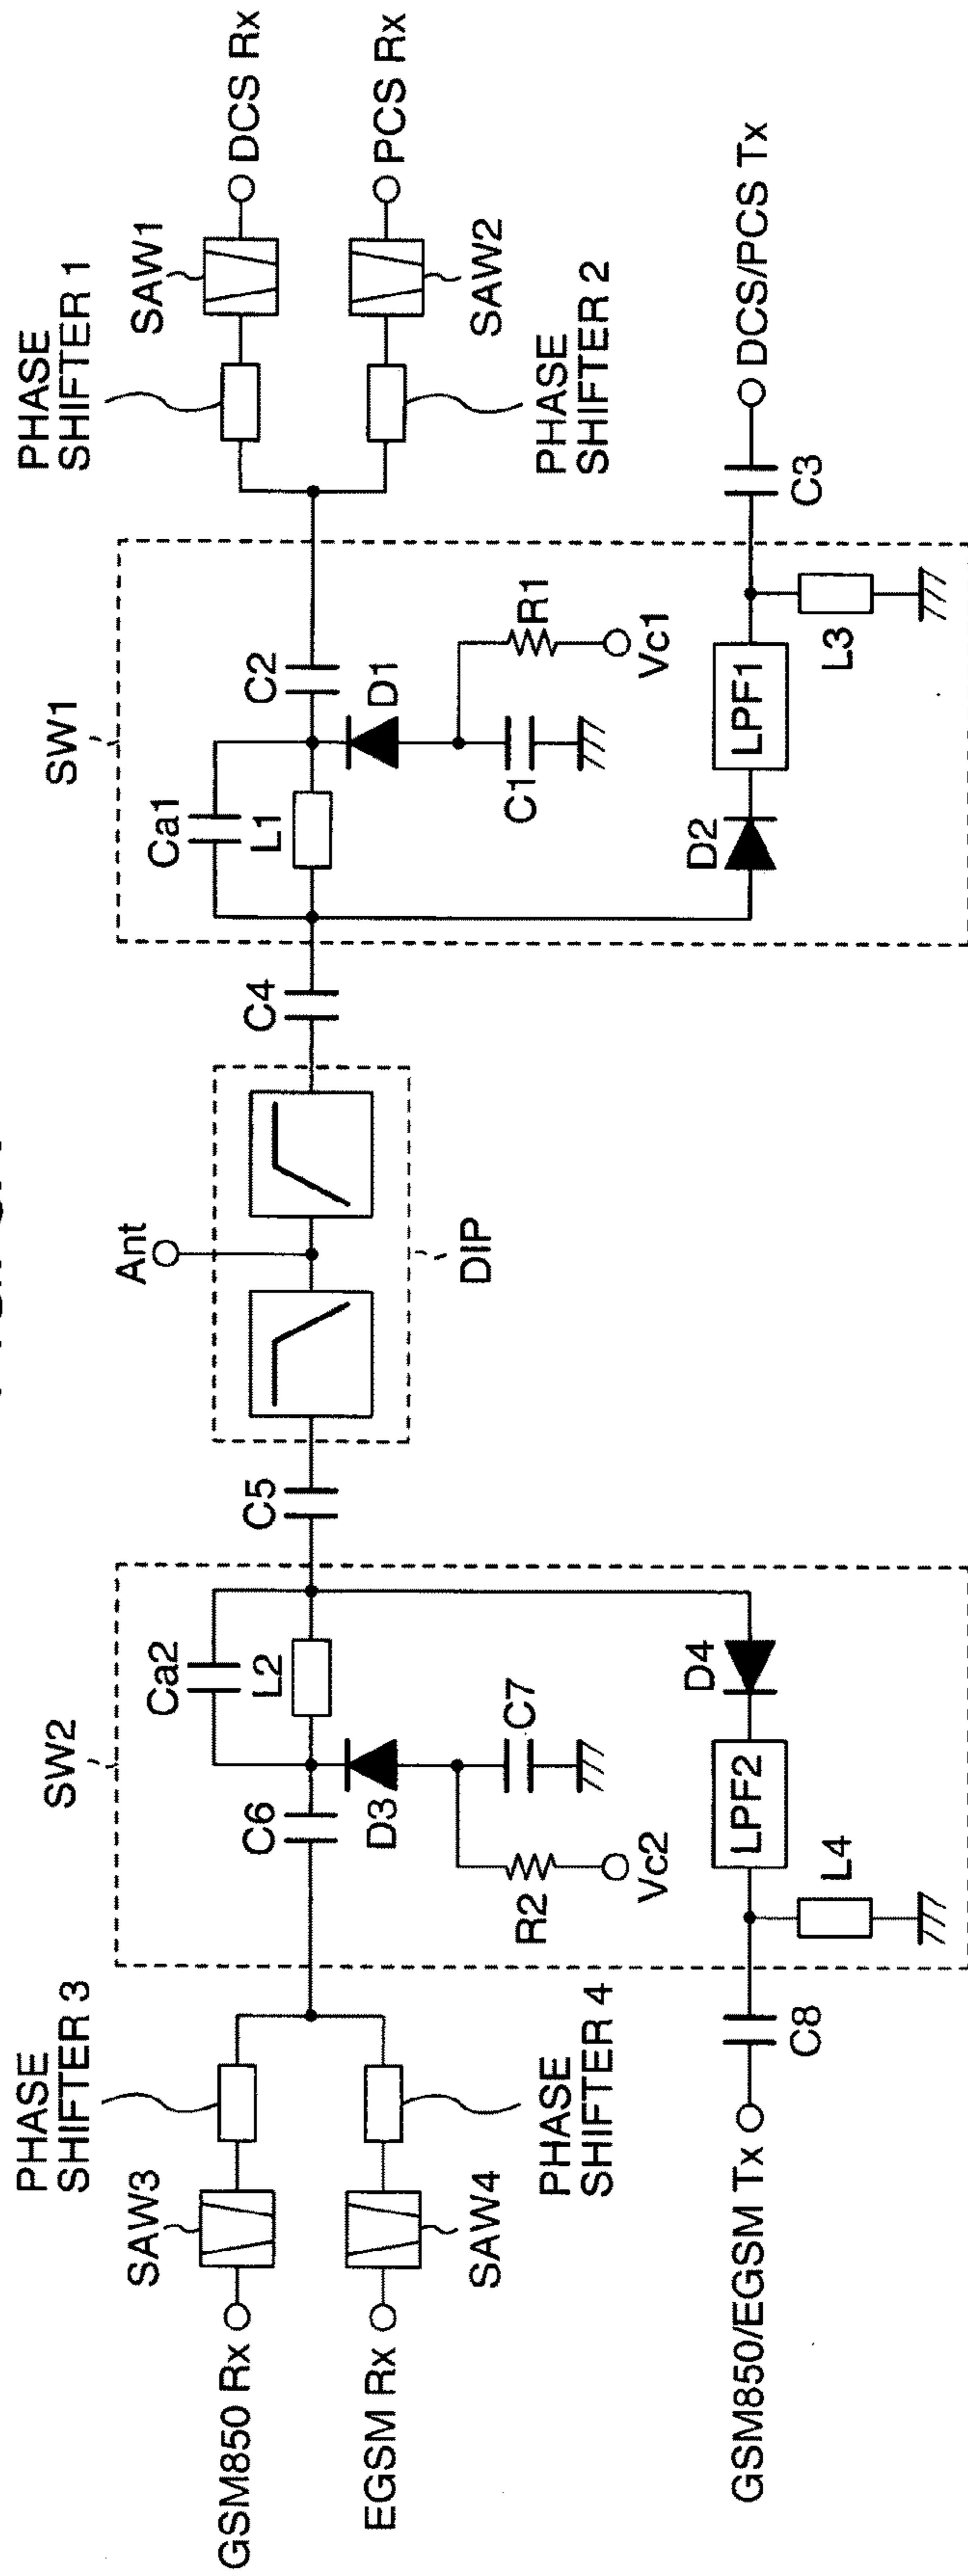 PHASE
SHIFTER 3
SAW3
GSM850 Rx
EGSM Rx
SAW4
PHASE
SHIFTER 4
GSM850/EGSM Tx
C8
SW2
Ca2
L2
C6
D3
C7
R2
Vc2
D4
LPF2
L4
C5
Ant
DIP
C4
SW1
Ca1
L1
C2
D1
R1
C1
Vc1
D2
LPF1
L3
C3
PHASE
SHIFTER 1
SAW1
DCS Rx
PCS Rx
SAW2
PHASE
SHIFTER 2
DCS/PCS Tx